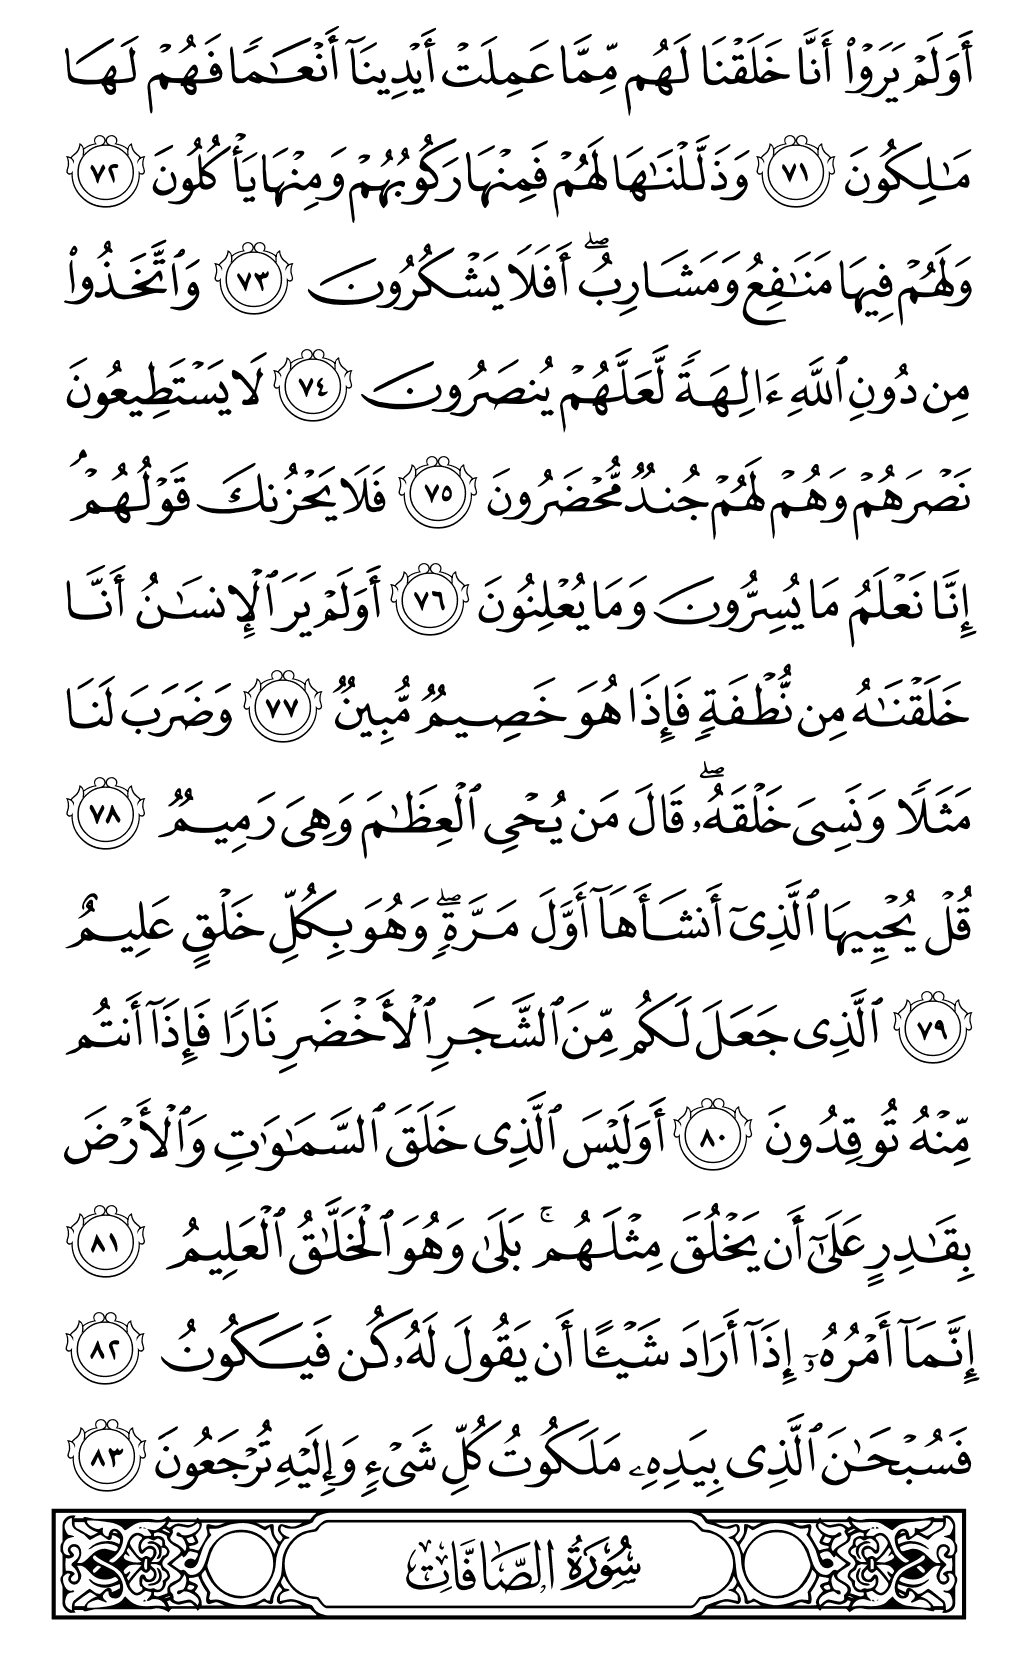 أَوَلَمْ يَرَوْا۟ أَنَّا خَلَقْنَا لَهُم مِّمَّا عَمِلَتْ أَيْدِينَآ أَنْعَـٰمًا فَهُمْ لَهَا
مَـٰلِكُونَ ٧١ وَذَلَّلْنَـٰهَا لَهُمْ فَمِنْهَا رَكُوبُهُمْ وَمِنْهَا يَأْكُلُونَ ٧٢
وَلَهُمْ فِيهَا مَنَـٰفِعُ وَمَشَارِبُ ۖ أَفَلَا يَشْكُرُونَ ٧٣ وَٱتَّخَذُوا۟
مِن دُونِ ٱللَّهِ ءَالِهَةً لَّعَلَّهُمْ يُنصَرُونَ ٧٤ لَا يَسْتَطِيعُونَ
نَصْرَهُمْ وَهُمْ لَهُمْ جُندٌ مُّحْضَرُونَ ٧٥ فَلَا يَحْزُنكَ قَوْلُهُمْ ۘ
إِنَّا نَعْلَمُ مَا يُسِرُّونَ وَمَا يُعْلِنُونَ ٧٦ أَوَلَمْ يَرَ ٱلْإِنسَـٰنُ أَنَّا
خَلَقْنَـٰهُ مِن نُّطْفَةٍ فَإِذَا هُوَ خَصِيمٌ مُّبِينٌ ٧٧ وَضَرَبَ لَنَا
مَثَلًا وَنَسِىَ خَلْقَهُۥ ۖ قَالَ مَن يُحْىِ ٱلْعِظَـٰمَ وَهِىَ رَمِيمٌ ٧٨
قُلْ يُحْيِيهَا ٱلَّذِىٓ أَنشَأَهَآ أَوَّلَ مَرَّةٍ ۖ وَهُوَ بِكُلِّ خَلْقٍ عَلِيمٌ
٧٩ ٱلَّذِى جَعَلَ لَكُم مِّنَ ٱلشَّجَرِ ٱلْأَخْضَرِ نَارًا فَإِذَآ أَنتُم
مِّنْهُ تُوقِدُونَ ٨٠ أَوَلَيْسَ ٱلَّذِى خَلَقَ ٱلسَّمَـٰوَٰتِ وَٱلْأَرْضَ
بِقَـٰدِرٍ عَلَىٰٓ أَن يَخْلُقَ مِثْلَهُم ۚ بَلَىٰ وَهُوَ ٱلْخَلَّـٰقُ ٱلْعَلِيمُ ٨١
إِنَّمَآ أَمْرُهُۥٓ إِذَآ أَرَادَ شَيْـًٔا أَن يَقُولَ لَهُۥ كُن فَيَكُونُ ٨٢
فَسُبْحَـٰنَ ٱلَّذِى بِيَدِهِۦ مَلَكُوتُ كُلِّ شَىْءٍ وَإِلَيْهِ تُرْجَعُونَ ٨٣
سُورَةُ الصَّافَّاتِ